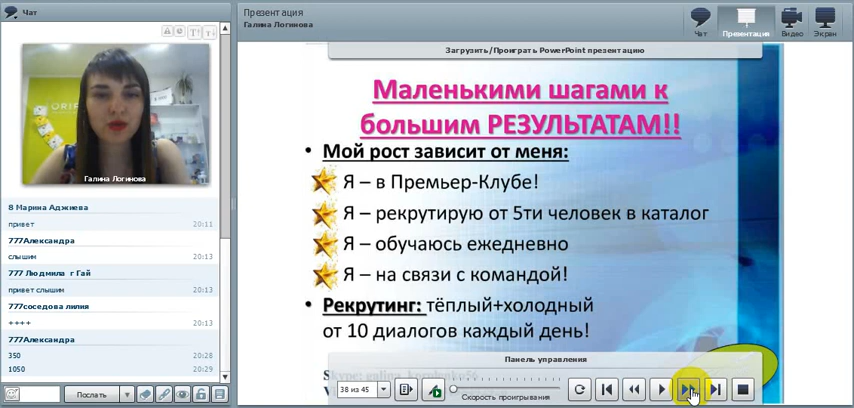 Чат
Галина Логинова
8 Марина Аджиева
привет 20:11
777Александра
слышим 20:13
777 Людмила г Гай
привет слышим 20:13
777соседова лилия
++++ 20:13
777Александра
350 20:28
1050 20:29
Послать
Презентация
Галина Логинова
Чат
Презентация
Видео
Экран
Загрузить/Проиграть PowerPoint презентацию
Маленькими шагами к
большим РЕЗУЛЬТАТАМ!!
• Мой рост зависит от меня:
Я – в Премьер-Клубе!
Я – рекрутирую от 5ти человек в каталог
Я – обучаюсь ежедневно
Я – на связи с командой!
• Рекрутинг: тёплый+холодный
от 10 диалогов каждый день!
Панель управления
38 из 45
Скорость проигрывания